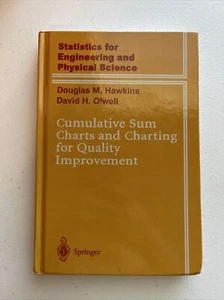 Statistics for
Engineering and
Physical Science
Douglas M. Hawkins
David H. Olwell
Cumulative Sum
Charts and Charting
for Quality
Improvement
Springer